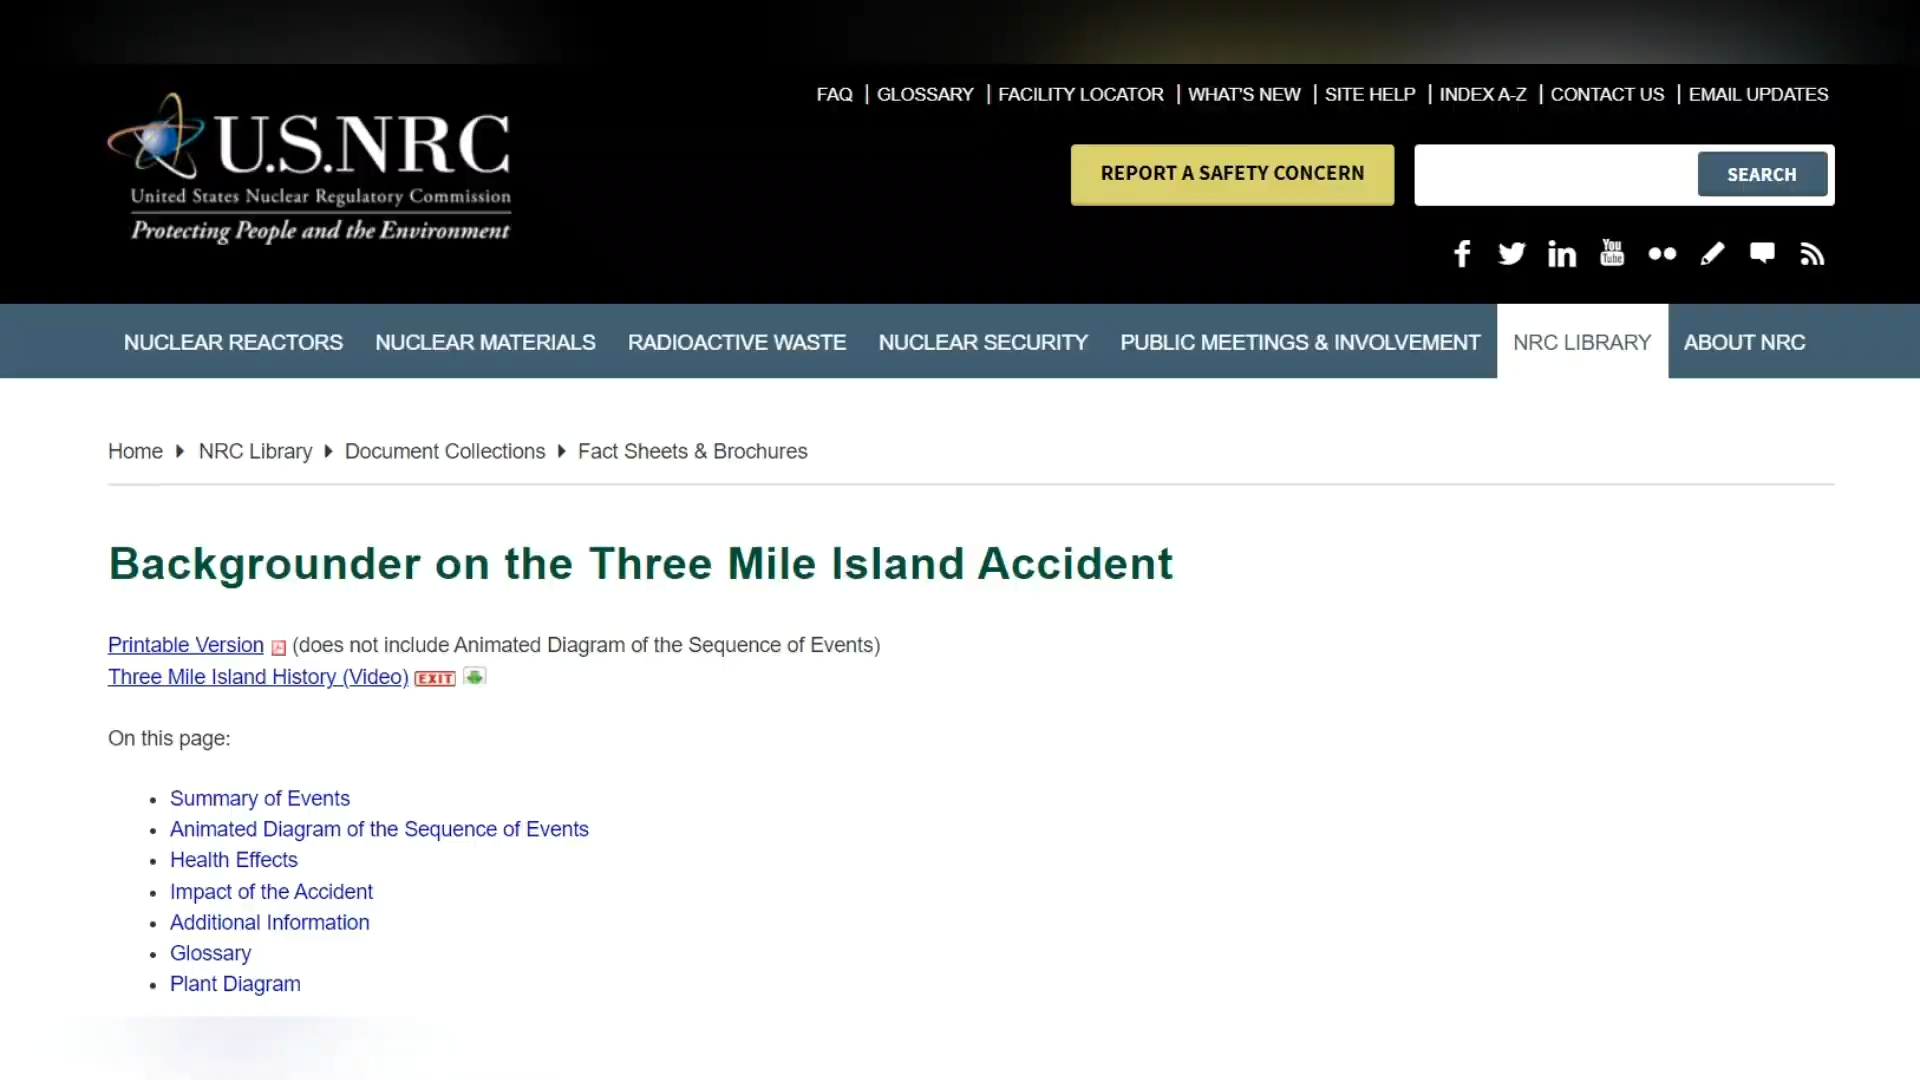 FAQ | GLOSSARY | FACILITY LOCATOR | WHAT'S NEW | SITE HELP | INDEX A-Z | CONTACT US | EMAIL UPDATES
U.S.NRC
United States Nuclear Regulatory Commission
Protecting People and the Environment
REPORT A SAFETY CONCERN
SEARCH
You Tube
NUCLEAR REACTORS NUCLEAR MATERIALS RADIOACTIVE WASTE NUCLEAR SECURITY PUBLIC MEETINGS & INVOLVEMENT NRC LIBRARY ABOUT NRC
Home NRC Library Document Collections Fact Sheets & Brochures
Backgrounder on the Three Mile Island Accident
Printable Version (does not include Animated Diagram of the Sequence of Events)
Three Mile Island History (Video) EXIT
On this page:
• Summary of Events
• Animated Diagram of the Sequence of Events
• Health Effects
• Impact of the Accident
• Additional Information
• Glossary
• Plant Diagram